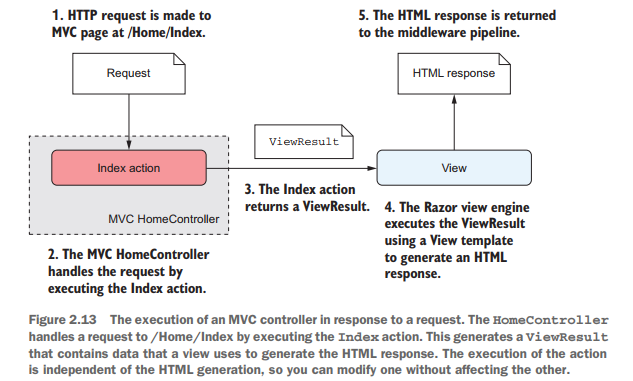 1. HTTP request is made to
MVC page at /Home/Index.
5. The HTML response is returned
to the middleware pipeline.
Request
HTML response
ViewResult
Index action
View
MVC HomeController
3. The Index action
returns a ViewResult.
2. The MVC HomeController
handles the request by
executing the Index action.
4. The Razor view engine
executes the ViewResult
using a View template
to generate an HTML
response.
Figure 2.13 The execution of an MVC controller in response to a request. The HomeController
handles a request to /Home/Index by executing the Index action. This generates a ViewResult
that contains data that a view uses to generate the HTML response. The execution of the action
is independent of the HTML generation, so you can modify one without affecting the other.